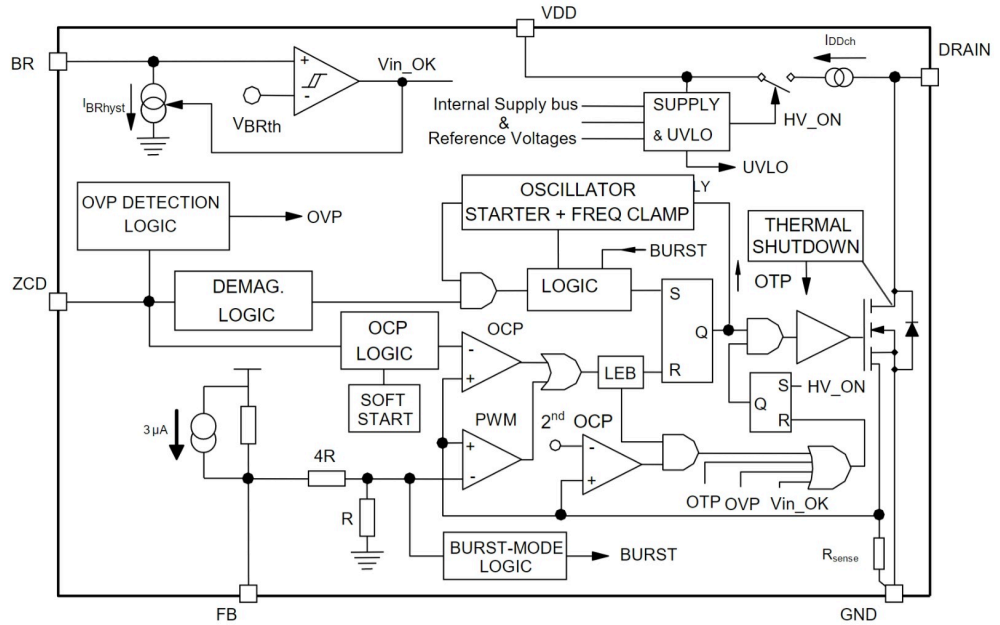 VDD
IDDch
DRAIN
BR
+
Vin_OK
IBRhyst
-
VBRth
Internal Supply bus
&
Reference Voltages
SUPPLY
& UVLO
HV_ON
UVLO
LY
OSCILLATOR
STARTER + FREQ CLAMP
OVP DETECTION
LOGIC
OVP
THERMAL
SHUTDOWN
BURST
OTP
ZCD
DEMAG.
LOGIC
LOGIC
S
Q
R
OCP
LOGIC
OCP
-
+
LEB
SOFT
START
S
HV_ON
Q
R
3 µA
PWM
+
-
2nd OCP
-
+
4R
R
OTP
OVP
Vin_OK
BURST-MODE
LOGIC
BURST
Rsense
FB
GND